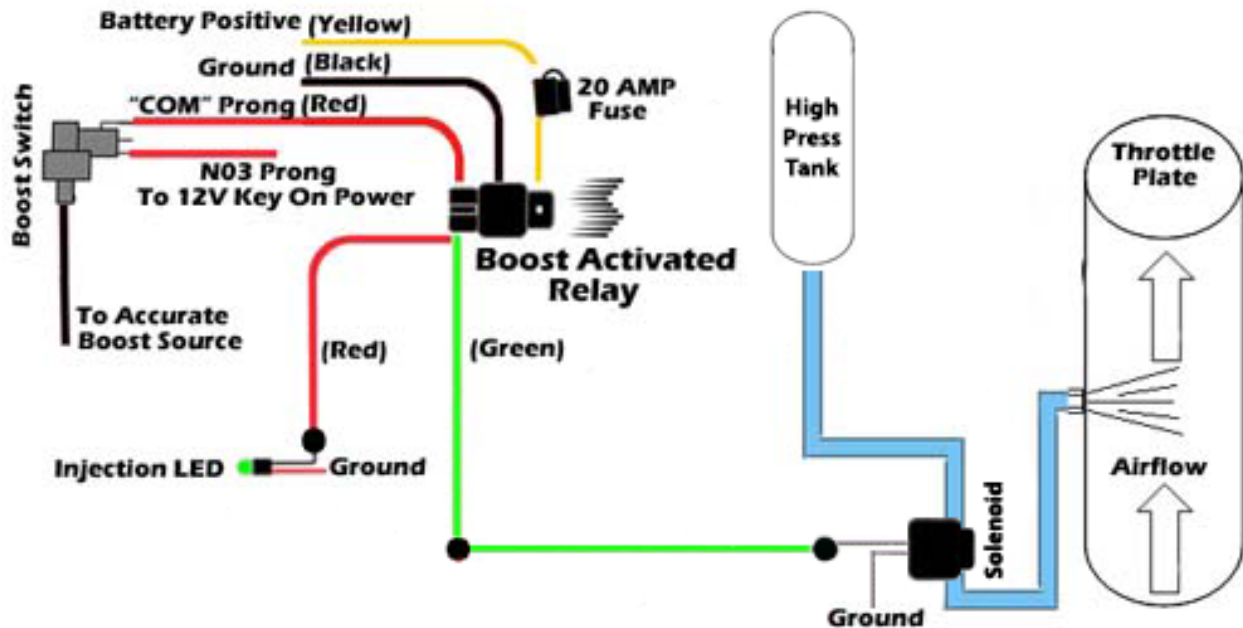 Battery Positive (Yellow)
Ground (Black)
"COM" Prong (Red)
N03 Prong
To 12V Key On Power
20 AMP
Fuse
Boost Switch
To Accurate
Boost Source
Boost Activated
Relay
(Red)
(Green)
Injection LED
Ground
High
Press
Tank
Throttle
Plate
Airflow
Solenoid
Ground